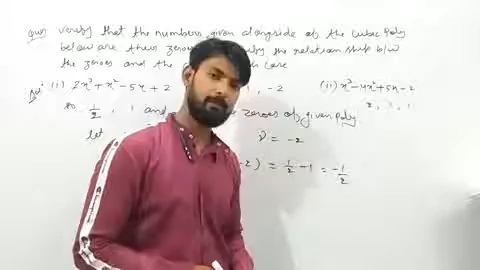 Que: Verify that the numbers given alongside of the cubic poly
below are their zeroes the relationship b/w
the zeroes and the
Sol: (i) 2x³+x²-5x+2 , -2 (ii) x³-4x²+5x-2
1/2 , 1 and zeroes of given poly 2, 1, 1
let = -2
-2) = 1/2 - 1 = -1/2